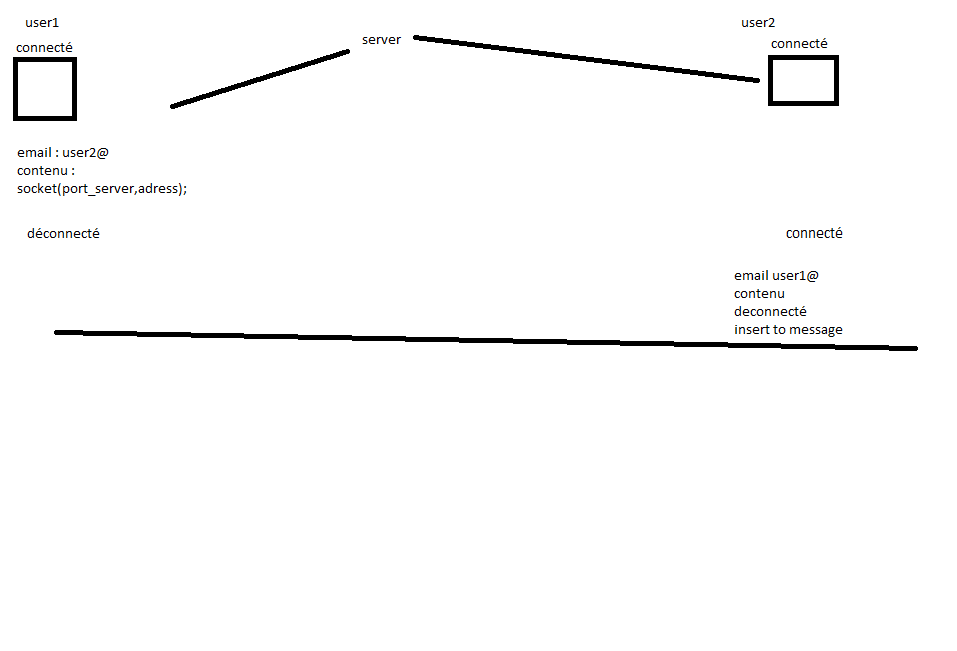 user1
connecté
server
user2
connecté
email : user2@
contenu :
socket(port_server,adress);
déconnecté
connecté
email user1@
contenu
deconnecté
insert to message